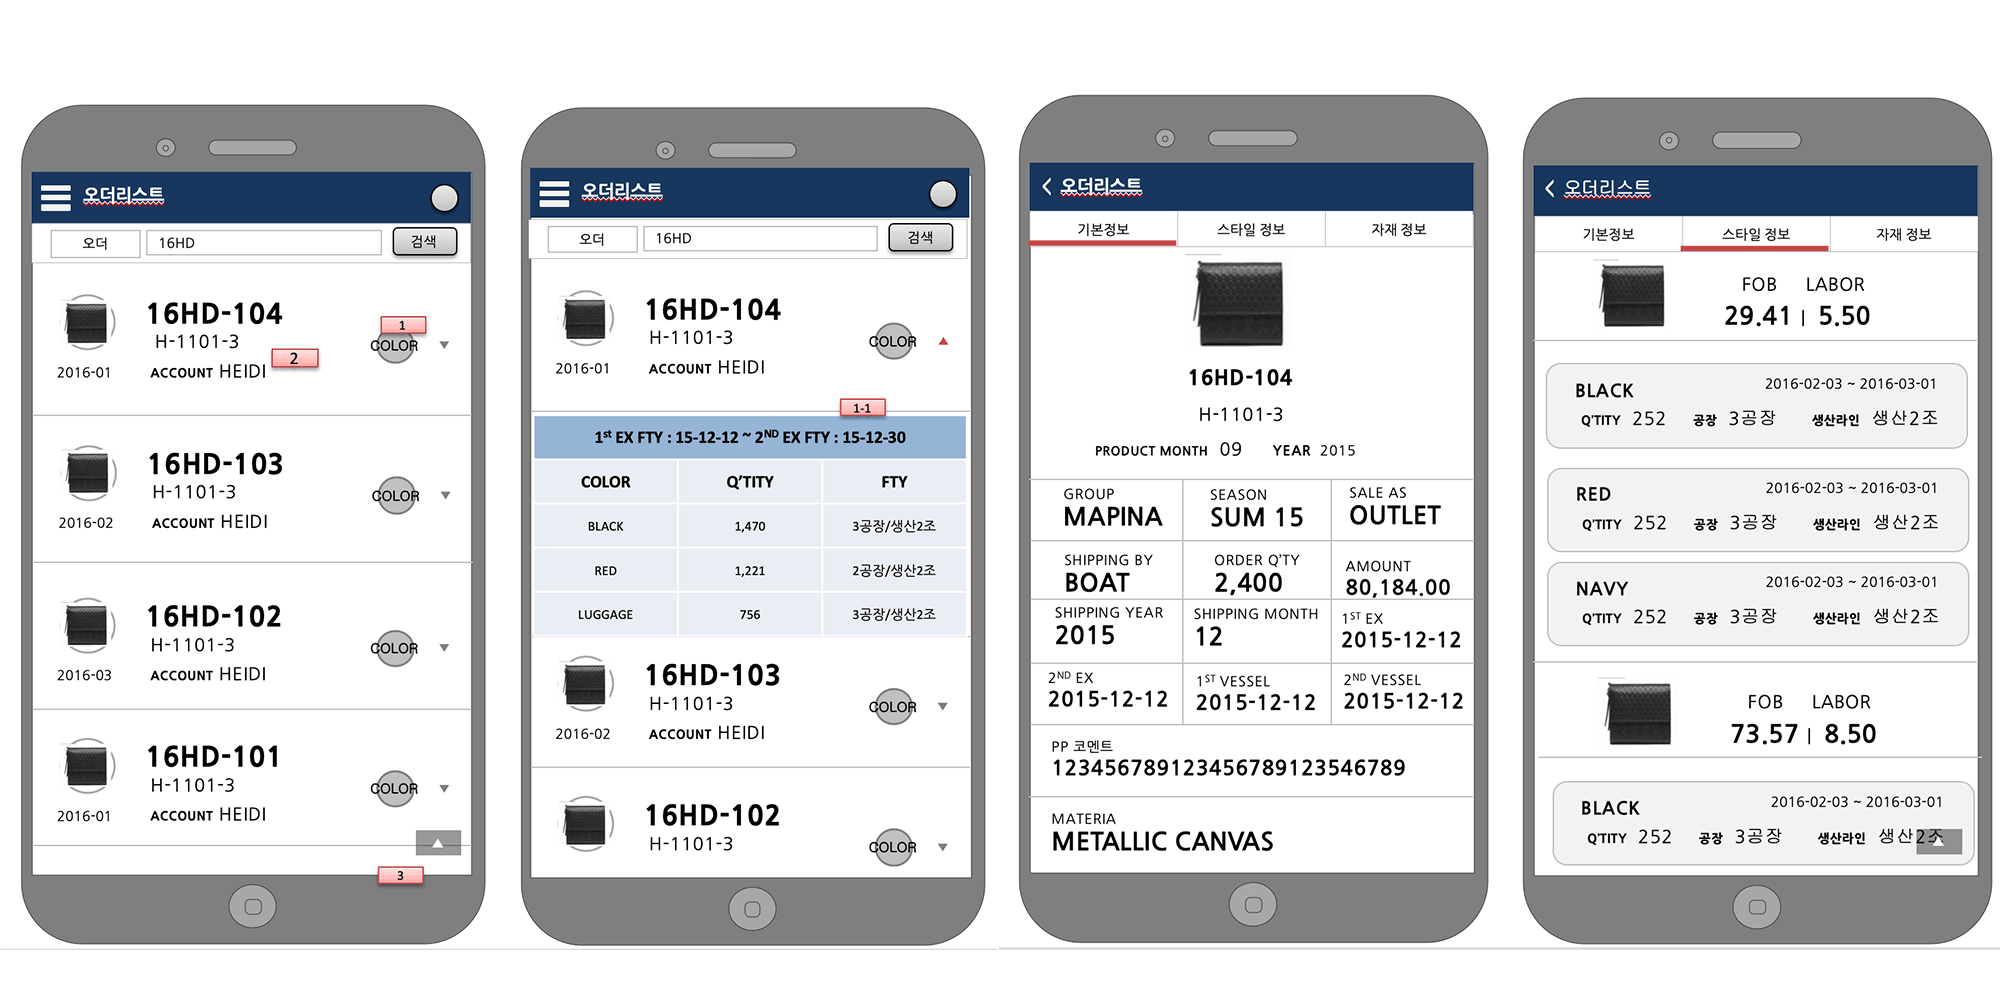 오더리스트
오더 16HD 검색
16HD-104
H-1101-3
1
COLOR ▼
2
2016-01 ACCOUNT HEIDI
16HD-103
H-1101-3
COLOR ▼
2016-02 ACCOUNT HEIDI
16HD-102
H-1101-3
COLOR ▼
2016-03 ACCOUNT HEIDI
16HD-101
H-1101-3
COLOR ▼
2016-01 ACCOUNT HEIDI
3
오더리스트
오더 16HD 검색
16HD-104
H-1101-3
COLOR ▲
2016-01 ACCOUNT HEIDI
1-1
1st EX FTY : 15-12-12 ~ 2ND EX FTY : 15-12-30
COLOR Q'TITY FTY
BLACK 1,470 3공장/생산2조
RED 1,221 2공장/생산2조
LUGGAGE 756 3공장/생산2조
16HD-103
H-1101-3
COLOR ▼
2016-02 ACCOUNT HEIDI
16HD-102
H-1101-3
COLOR ▼
오더리스트
기본정보 스타일 정보 자재 정보
16HD-104
H-1101-3
PRODUCT MONTH 09 YEAR 2015
GROUP SEASON SALE AS
MAPINA SUM 15 OUTLET
SHIPPING BY ORDER Q'TY AMOUNT
BOAT 2,400 80,184.00
SHIPPING YEAR SHIPPING MONTH 1ST EX
2015 12 2015-12-12
2ND EX 1ST VESSEL 2ND VESSEL
2015-12-12 2015-12-12 2015-12-12
PP 코멘트
12345678912345678912354​6789
MATERIA
METALLIC CANVAS
오더리스트
기본정보 스타일 정보 자재 정보
FOB LABOR
29.41 | 5.50
BLACK 2016-02-03 ~ 2016-03-01
Q'TITY 252 공장 3공장 생산라인 생산2조
RED 2016-02-03 ~ 2016-03-01
Q'TITY 252 공장 3공장 생산라인 생산2조
NAVY 2016-02-03 ~ 2016-03-01
Q'TITY 252 공장 3공장 생산라인 생산2조
FOB LABOR
73.57 | 8.50
BLACK 2016-02-03 ~ 2016-03-01
Q'TITY 252 공장 3공장 생산라인 생산2조